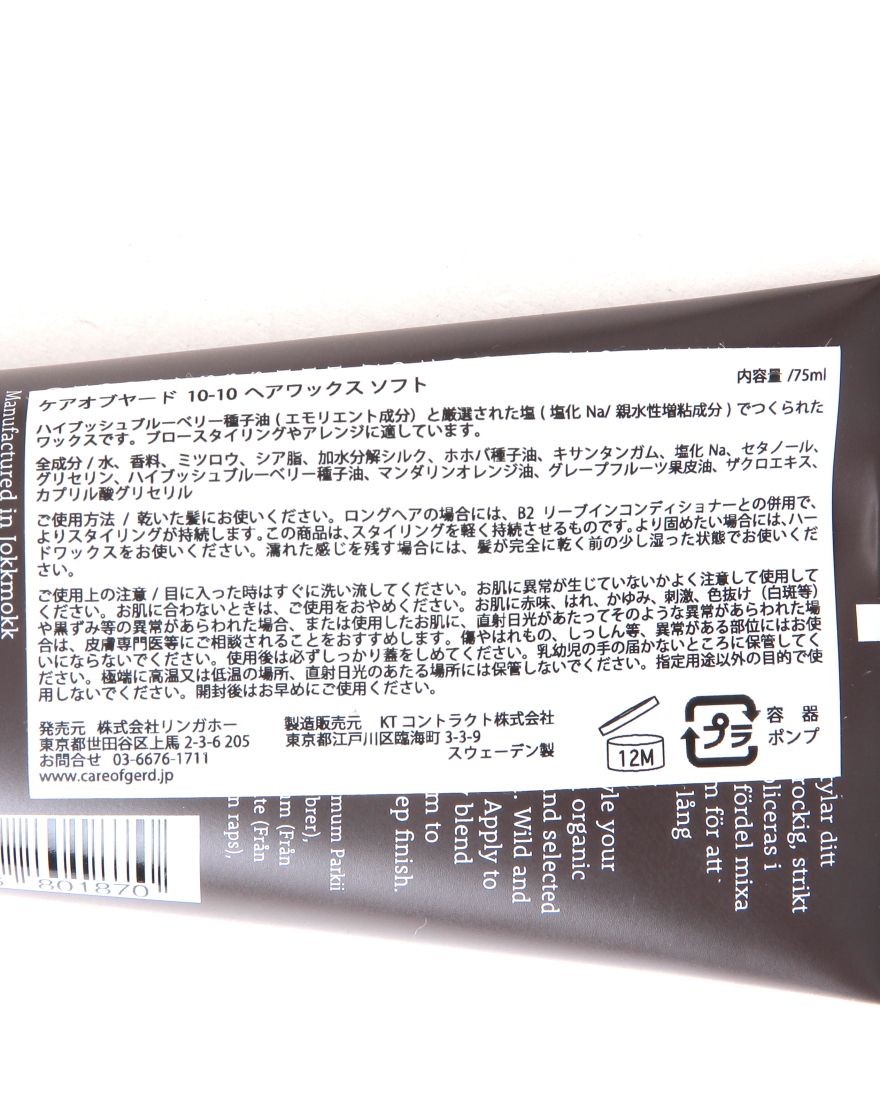 ケアオブヤード 10-10 ヘアワックス ソフト
内容量 /75ml
ハイブッシュブルーベリー種子油 ( エモリエント成分） と厳選された塩 ( 塩化 Na/ 親水性増粘成分 ) でつくられた
ワックスです。ブロースタイリングやアレンジに適しています。
全成分 / 水、香料、ミツロウ、シア脂、加水分解シルク、ホホバ種子油、キサンタンガム、塩化 Na、セタノール、
グリセリン、ハイブッシュブルーベリー種子油、マンダリンオレンジ油、グレープフルーツ果皮油、ザクロエキス、
カプリル酸グリセリル
ご使用方法 / 乾いた髪にお使いください。ロングヘアの場合には、B2 リーブインコンディショナーとの併用で、
よりスタイリングが持続します。この商品は、スタイリングを軽く持続させるものです。より固めたい場合には、ハー
ドワックスをお使いください。濡れた感じを残す場合には、髪が完全に乾く前の少し湿った状態でお使いくだ
さい。
ご使用上の注意 / 目に入った時はすぐに洗い流してください。お肌に異常が生じていないかよく注意して使用して
ください。お肌に合わないときは、ご使用をおやめください。お肌に赤味、はれ、かゆみ、刺激、色抜け（白斑等）
や黒ずみ等の異常があらわれた場合、または使用したお肌に、直射日光があたってそのような異常があらわれた場
合は、皮膚専門医等にご相談されることをおすすめします。傷やはれもの、しっしん等、異常がある部位にはお使
いにならないでください。使用後は必ずしっかり蓋をしめてください。乳幼児の手の届かないところに保管してく
ださい。極端に高温又は低温の場所、直射日光のあたる場所には保管しないでください。指定用途以外の目的で使
用しないでください。開封後はお早めにご使用ください。
発売元 株式会社リンガホー
東京都世田谷区上馬 2-3-6 205
お問合せ 03-6676-1711
www.careofgerd.jp
製造販売元 KT コントラクト株式会社
東京都江戸川区臨海町 3-3-9
スウェーデン製
12M
プラ
容 器
ポンプ
Manufactured in Jokkmokk
801870
ylar ditt
rockig, strikt
pliceras i
fördel mixa
n för att
lång
yle your
organic
nd selected
. Wild and
Apply to
blend
m to
ep finish.
mum Parkii
brer),
m (Från
te (Från
n raps),